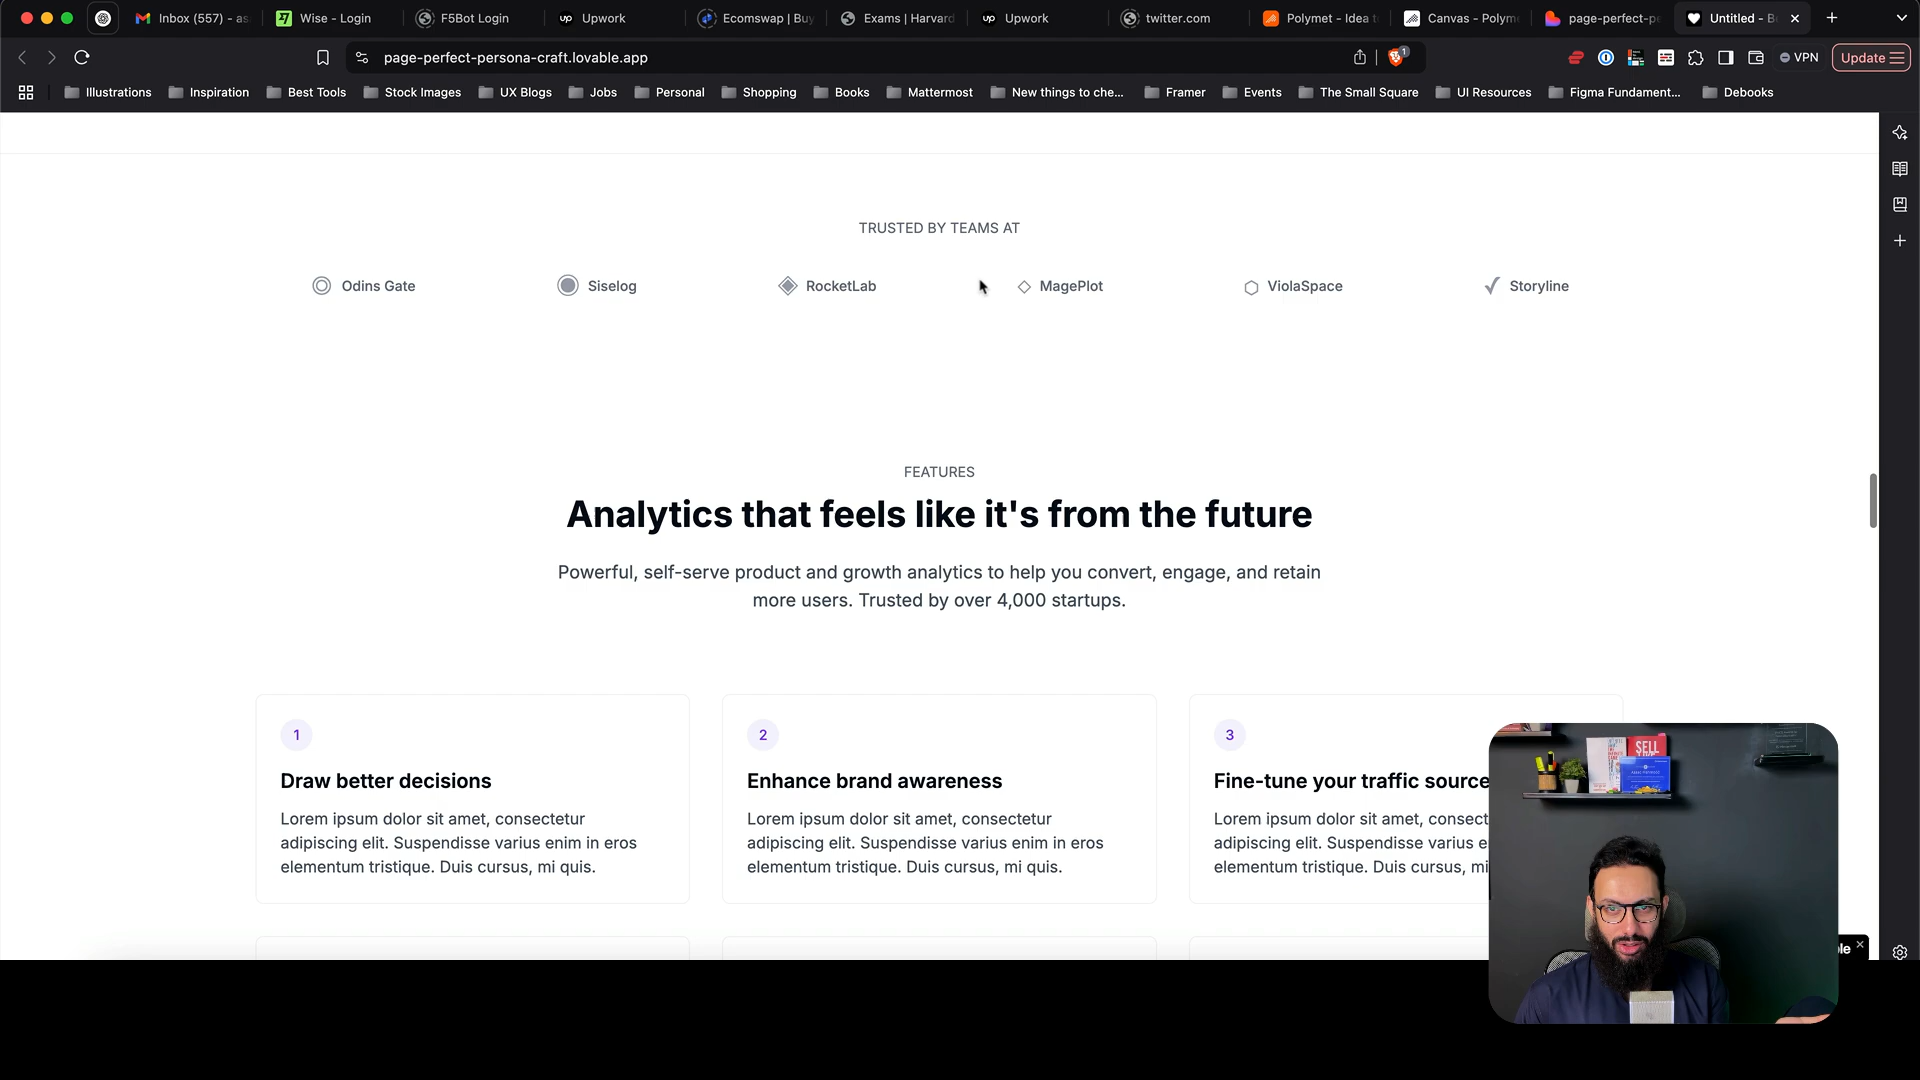 Inbox (557) - as
Wise - Login
F5Bot Login
up Upwork
Ecomswap | Buy
Exams | Harvard
up Upwork
twitter.com
Polymet - Idea t
Canvas - Polym
page-perfect-pe
Untitled - B
page-perfect-persona-craft.lovable.app
1
VPN
Update
Illustrations
Inspiration
Best Tools
Stock Images
UX Blogs
Jobs
Personal
Shopping
Books
Mattermost
New things to che...
Framer
Events
The Small Square
UI Resources
Figma Fundament...
Debooks
TRUSTED BY TEAMS AT
Odins Gate
Siselog
RocketLab
MagePlot
ViolaSpace
Storyline
FEATURES
Analytics that feels like it's from the future
Powerful, self-serve product and growth analytics to help you convert, engage, and retain
more users. Trusted by over 4,000 startups.
1
Draw better decisions
Lorem ipsum dolor sit amet, consectetur
adipiscing elit. Suspendisse varius enim in eros
elementum tristique. Duis cursus, mi quis.
2
Enhance brand awareness
Lorem ipsum dolor sit amet, consectetur
adipiscing elit. Suspendisse varius enim in eros
elementum tristique. Duis cursus, mi quis.
3
Fine-tune your traffic source
Lorem ipsum dolor sit amet, consect
adipiscing elit. Suspendisse varius e
elementum tristique. Duis cursus, mi
SELL
le